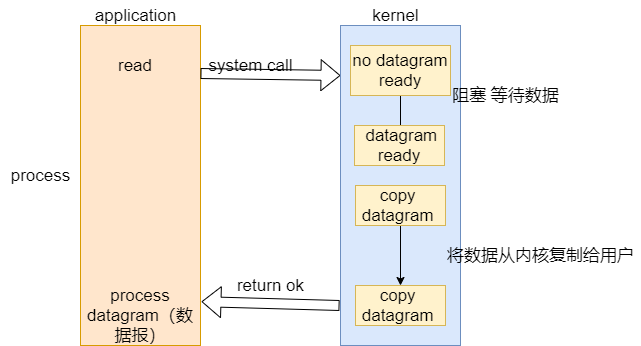 application
kernel
read
system call
no datagram
ready
阻塞 等待数据
datagram
ready
process
copy
datagram
将数据从内核复制给用户
return ok
process
datagram（数
据报）
copy
datagram